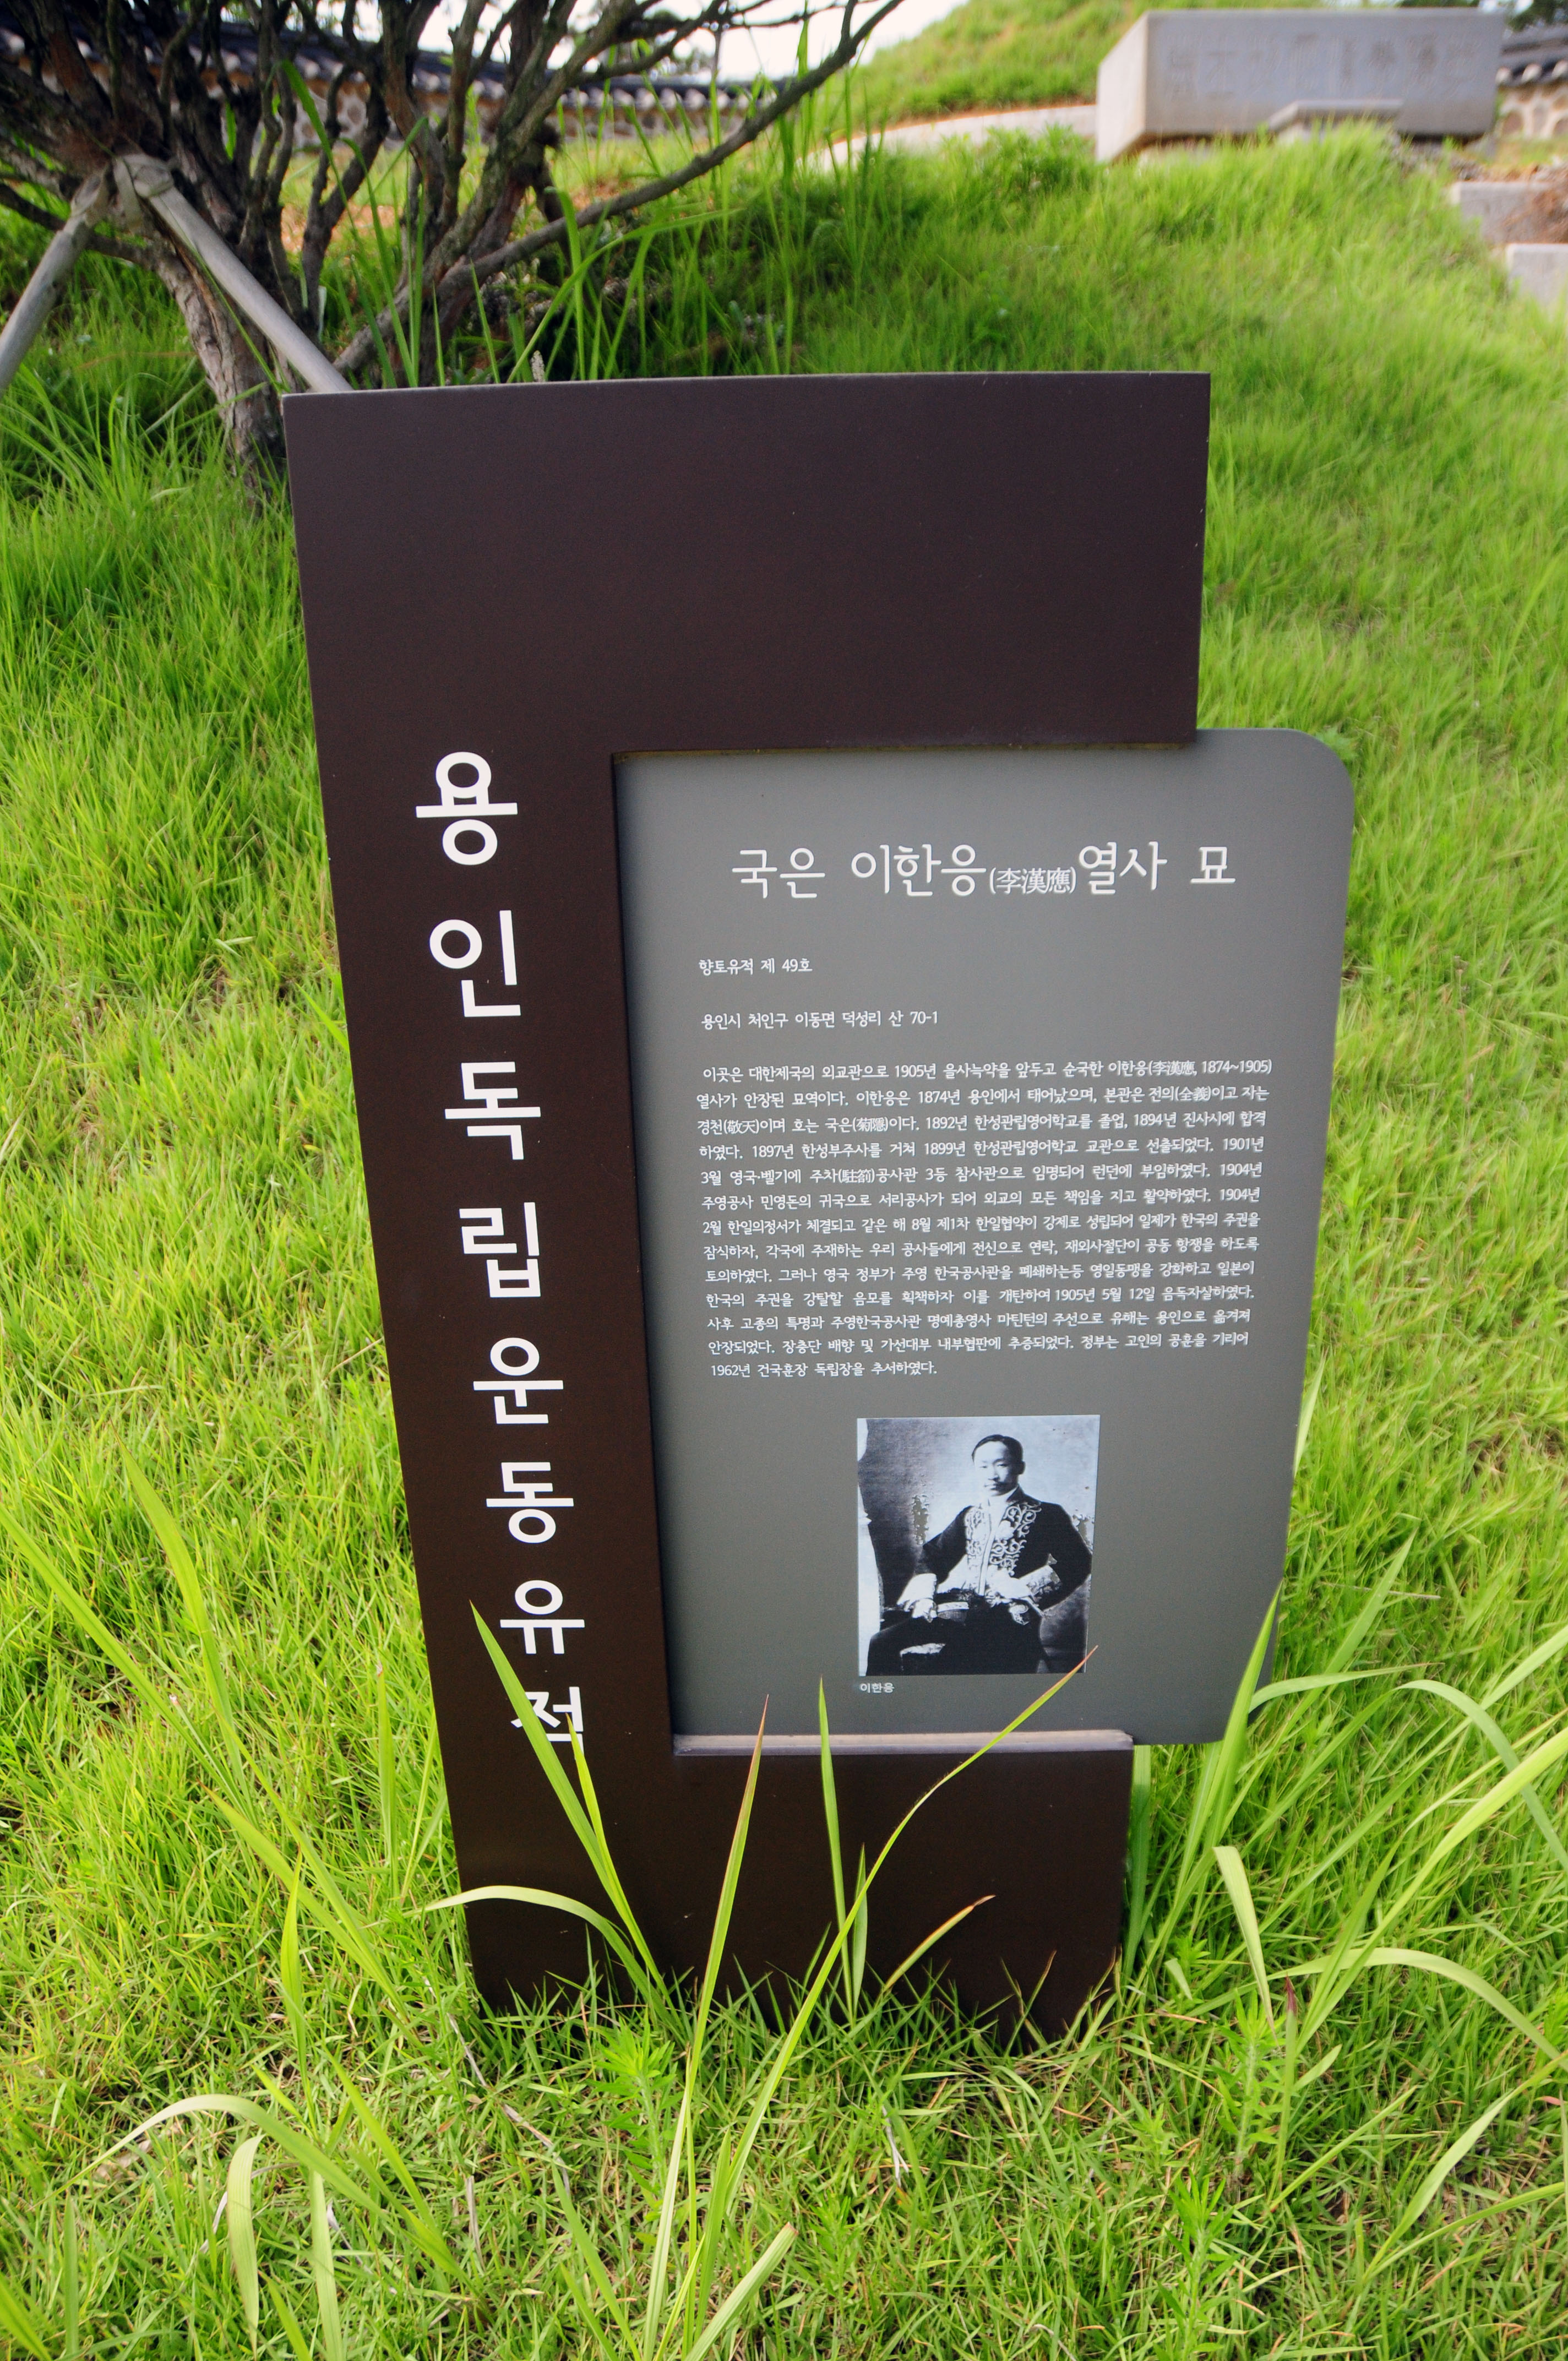 용인독립운동유적
국은 이한응(李漢應)열사 묘
향토유적 제 49호
용인시 처인구 이동면 덕성리 산 70-1
이곳은 대한제국의 외교관으로 1905년 을사늑약을 앞두고 순국한 이한응(李漢應, 1874~1905)
열사가 안장된 묘역이다. 이한응은 1874년 용인에서 태어났으며, 본관은 전의(全義)이고 자는
경천(敬天)이며 호는 국은(菊隱)이다. 1892년 한성관립영어학교를 졸업, 1894년 진사시에 합격
하였다. 1897년 한성부주사를 거쳐 1899년 한성관립영어학교 교관으로 선출되었다. 1901년
3월 영국·벨기에 주차(駐箚)공사관 3등 참사관으로 임명되어 런던에 부임하였다. 1904년
주영공사 민영돈의 귀국으로 서리공사가 되어 외교의 모든 책임을 지고 활약하였다. 1904년
2월 한일의정서가 체결되고 같은 해 8월 제1차 한일협약이 강제로 성립되어 일제가 한국의 주권을
잠식하자, 각국에 주재하는 우리 공사들에게 전신으로 연락, 재외사절단이 공동 항쟁을 하도록
토의하였다. 그러나 영국 정부가 주영 한국공사관을 폐쇄하는등 영일동맹을 강화하고 일본이
한국의 주권을 강탈할 음모를 획책하자 이를 개탄하여 1905년 5월 12일 음독자살하였다.
사후 고종의 특명과 주영한국공사관 명예총영사 마틴턴의 주선으로 유해는 용인으로 옮겨져
안장되었다. 장충단 배향 및 가선대부 내부협판에 추증되었다. 정부는 고인의 공훈을 기리어
1962년 건국훈장 독립장을 추서하였다.
이한응